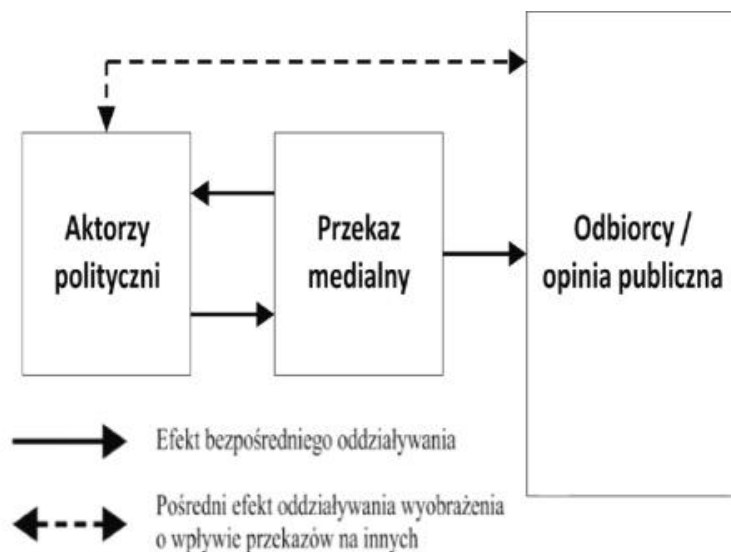 Aktorzy
polityczni
Przekaz
medialny
Odbiorcy /
opinia publiczna
Efekt bezpośredniego oddziaływania
Pośredni efekt oddziaływania wyobrażenia
o wpływie przekazów na innych